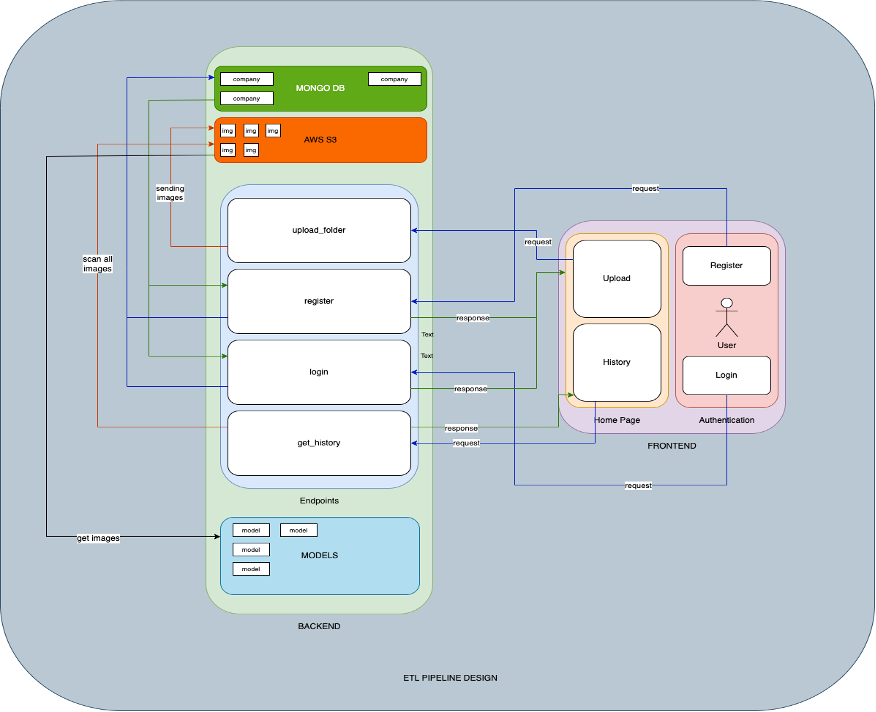 company
company
MONGO DB
company
img
img
img
AWS S3
img
img
sending
images
request
upload_folder
request
scan all
images
Upload
Register
register
response
Text
User
Text
History
login
Login
response
response
Home Page
Authentication
get_history
request
FRONTEND
request
Endpoints
model
model
get images
model
MODELS
model
BACKEND
ETL PIPELINE DESIGN